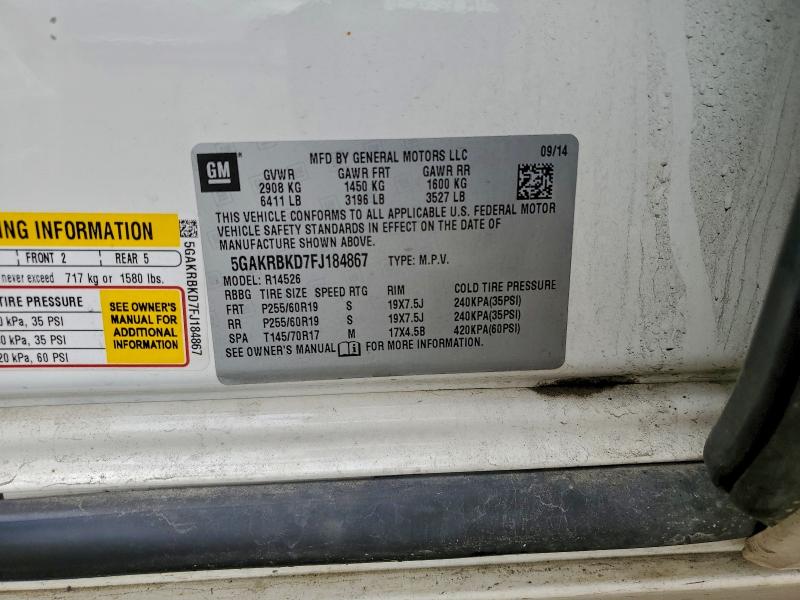 NG INFORMATION
FRONT 2 REAR 5
never exceed 717 kg or 1580 lbs.
TIRE PRESSURE
kPa, 35 PSI
kPa, 35 PSI
20 kPa, 60 PSI
SEE OWNER'S
MANUAL FOR
ADDITIONAL
INFORMATION
5GAKRBKD7FJ184867
GM
MFD BY GENERAL MOTORS LLC
09/14
GVWR GAWR FRT GAWR RR
2908 KG 1450 KG 1600 KG
6411 LB 3196 LB 3527 LB
THIS VEHICLE CONFORMS TO ALL APPLICABLE U.S. FEDERAL MOTOR
VEHICLE SAFETY STANDARDS IN EFFECT ON THE DATE OF
MANUFACTURE SHOWN ABOVE.
5GAKRBKD7FJ184867 TYPE: M.P.V.
MODEL: R14526
RBBG TIRE SIZE SPEED RTG RIM COLD TIRE PRESSURE
FRT P255/60R19 S 19X7.5J 240KPA(35PSI)
RR P255/60R19 S 19X7.5J 240KPA(35PSI)
SPA T145/70R17 M 17X4.5B 420KPA(60PSI)
SEE OWNER'S MANUAL FOR MORE INFORMATION.